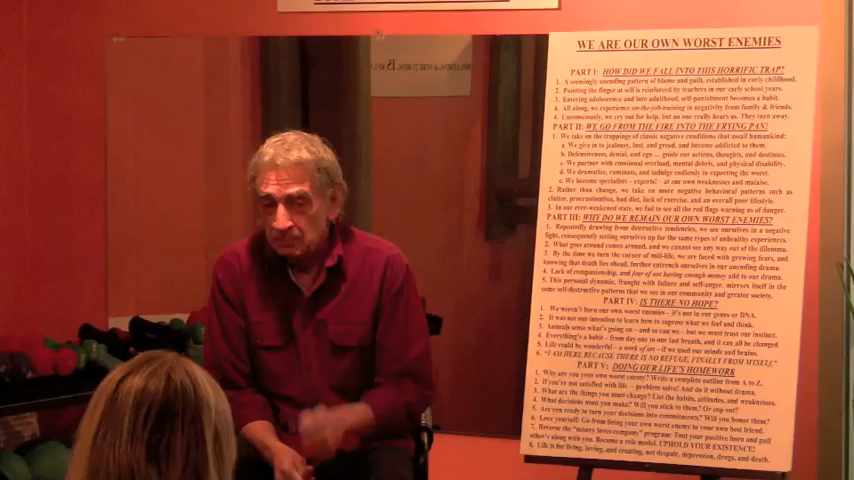 WE ARE OUR OWN WORST ENEMIES
PART I: HOW DID WE FALL INTO THIS HORRIFIC TRAP?
1. A seemingly unending pattern of blame and guilt, established in early childhood.
2. Pointing the finger at self is reinforced by teachers in our early school years.
3. Entering adolescence and into adulthood, self-punishment becomes a habit.
4. All along, we experience on-the-job-training in negativity from family & friends.
4. Unconsciously, we cry out for help, but no one really hears us. They turn away.
PART II: WE GO FROM THE FIRE INTO THE FRYING PAN!
1. We take on the trappings of classic negative conditions that assail humankind:
a. We give in to jealousy, lust, and greed, and become addicted to them.
b. Defensiveness, denial, and ego ... guide our actions, thoughts, and destinies.
c. We partner with emotional overload, mental debris, and physical disability.
d. We dramatize, ruminate, and indulge endlessly in expecting the worst.
e. We become specialists - experts! - at our own weaknesses and malaise.
2. Rather than change, we take on more negative behavioral patterns such as
clutter, procrastination, bad diet, lack of exercise, and an overall poor lifestyle.
3. In our ever-weakened state, we fail to see all the red flags warning us of danger.
PART III: WHY DO WE REMAIN OUR OWN WORST ENEMIES?
1. Repeatedly drawing from destructive tendencies, we see ourselves in a negative
light, consequently setting ourselves up for the same types of unhealthy experiences.
2. What goes around comes around, and we cannot see any way out of the dilemma.
3. By the time we turn the corner of mid-life, we are faced with growing fears, and
knowing that death lies ahead, further entrench ourselves in our unending drama.
4. Lack of companionship, and fear of not having enough money add to our drama.
5. This personal dynamic, fraught with failure and self-anger, mirrors itself in the
same self-destructive patterns that we see in our community and greater society.
PART IV: IS THERE NO HOPE?
1. We weren't born our own worst enemies - it's not in our genes or DNA.
2. It was not our intention to learn how to supress what we feel and think.
3. Animals sense what's going on - and so can we - but we must trust our instinct.
4. Everything's a habit - from day one to our last breath, and it can all be changed.
5. Life could be wonderful - a work of art - if we used our minds and brains.
6. "I AM HERE BECAUSE THERE IS NO REFUGE, FINALLY FROM MYSELF"
PART V: DOING OUR LIFE'S HOMEWORK
1. Why are you your own worst enemy? Write a complete outline from A to Z.
2. If you're not satisfied with life - problem solve! And do it without drama.
3. What are the things you must change? List the habits, attitudes, and weaknesses.
4. What decisions must you make? Will you stick to them? Or cop out?
5. Are you ready to turn your decisions into commitments? Will you honor them?
6. Love yourself: Go from being your own worst enemy to your own best friend.
7. Reverse the "misery loves company" program: Toot your positive horn and pull
other's along with you. Become a role model. UPHOLD YOUR EXISTENCE!
8. Life is for living, loving, and creating, not despair, depression, drugs, and death.